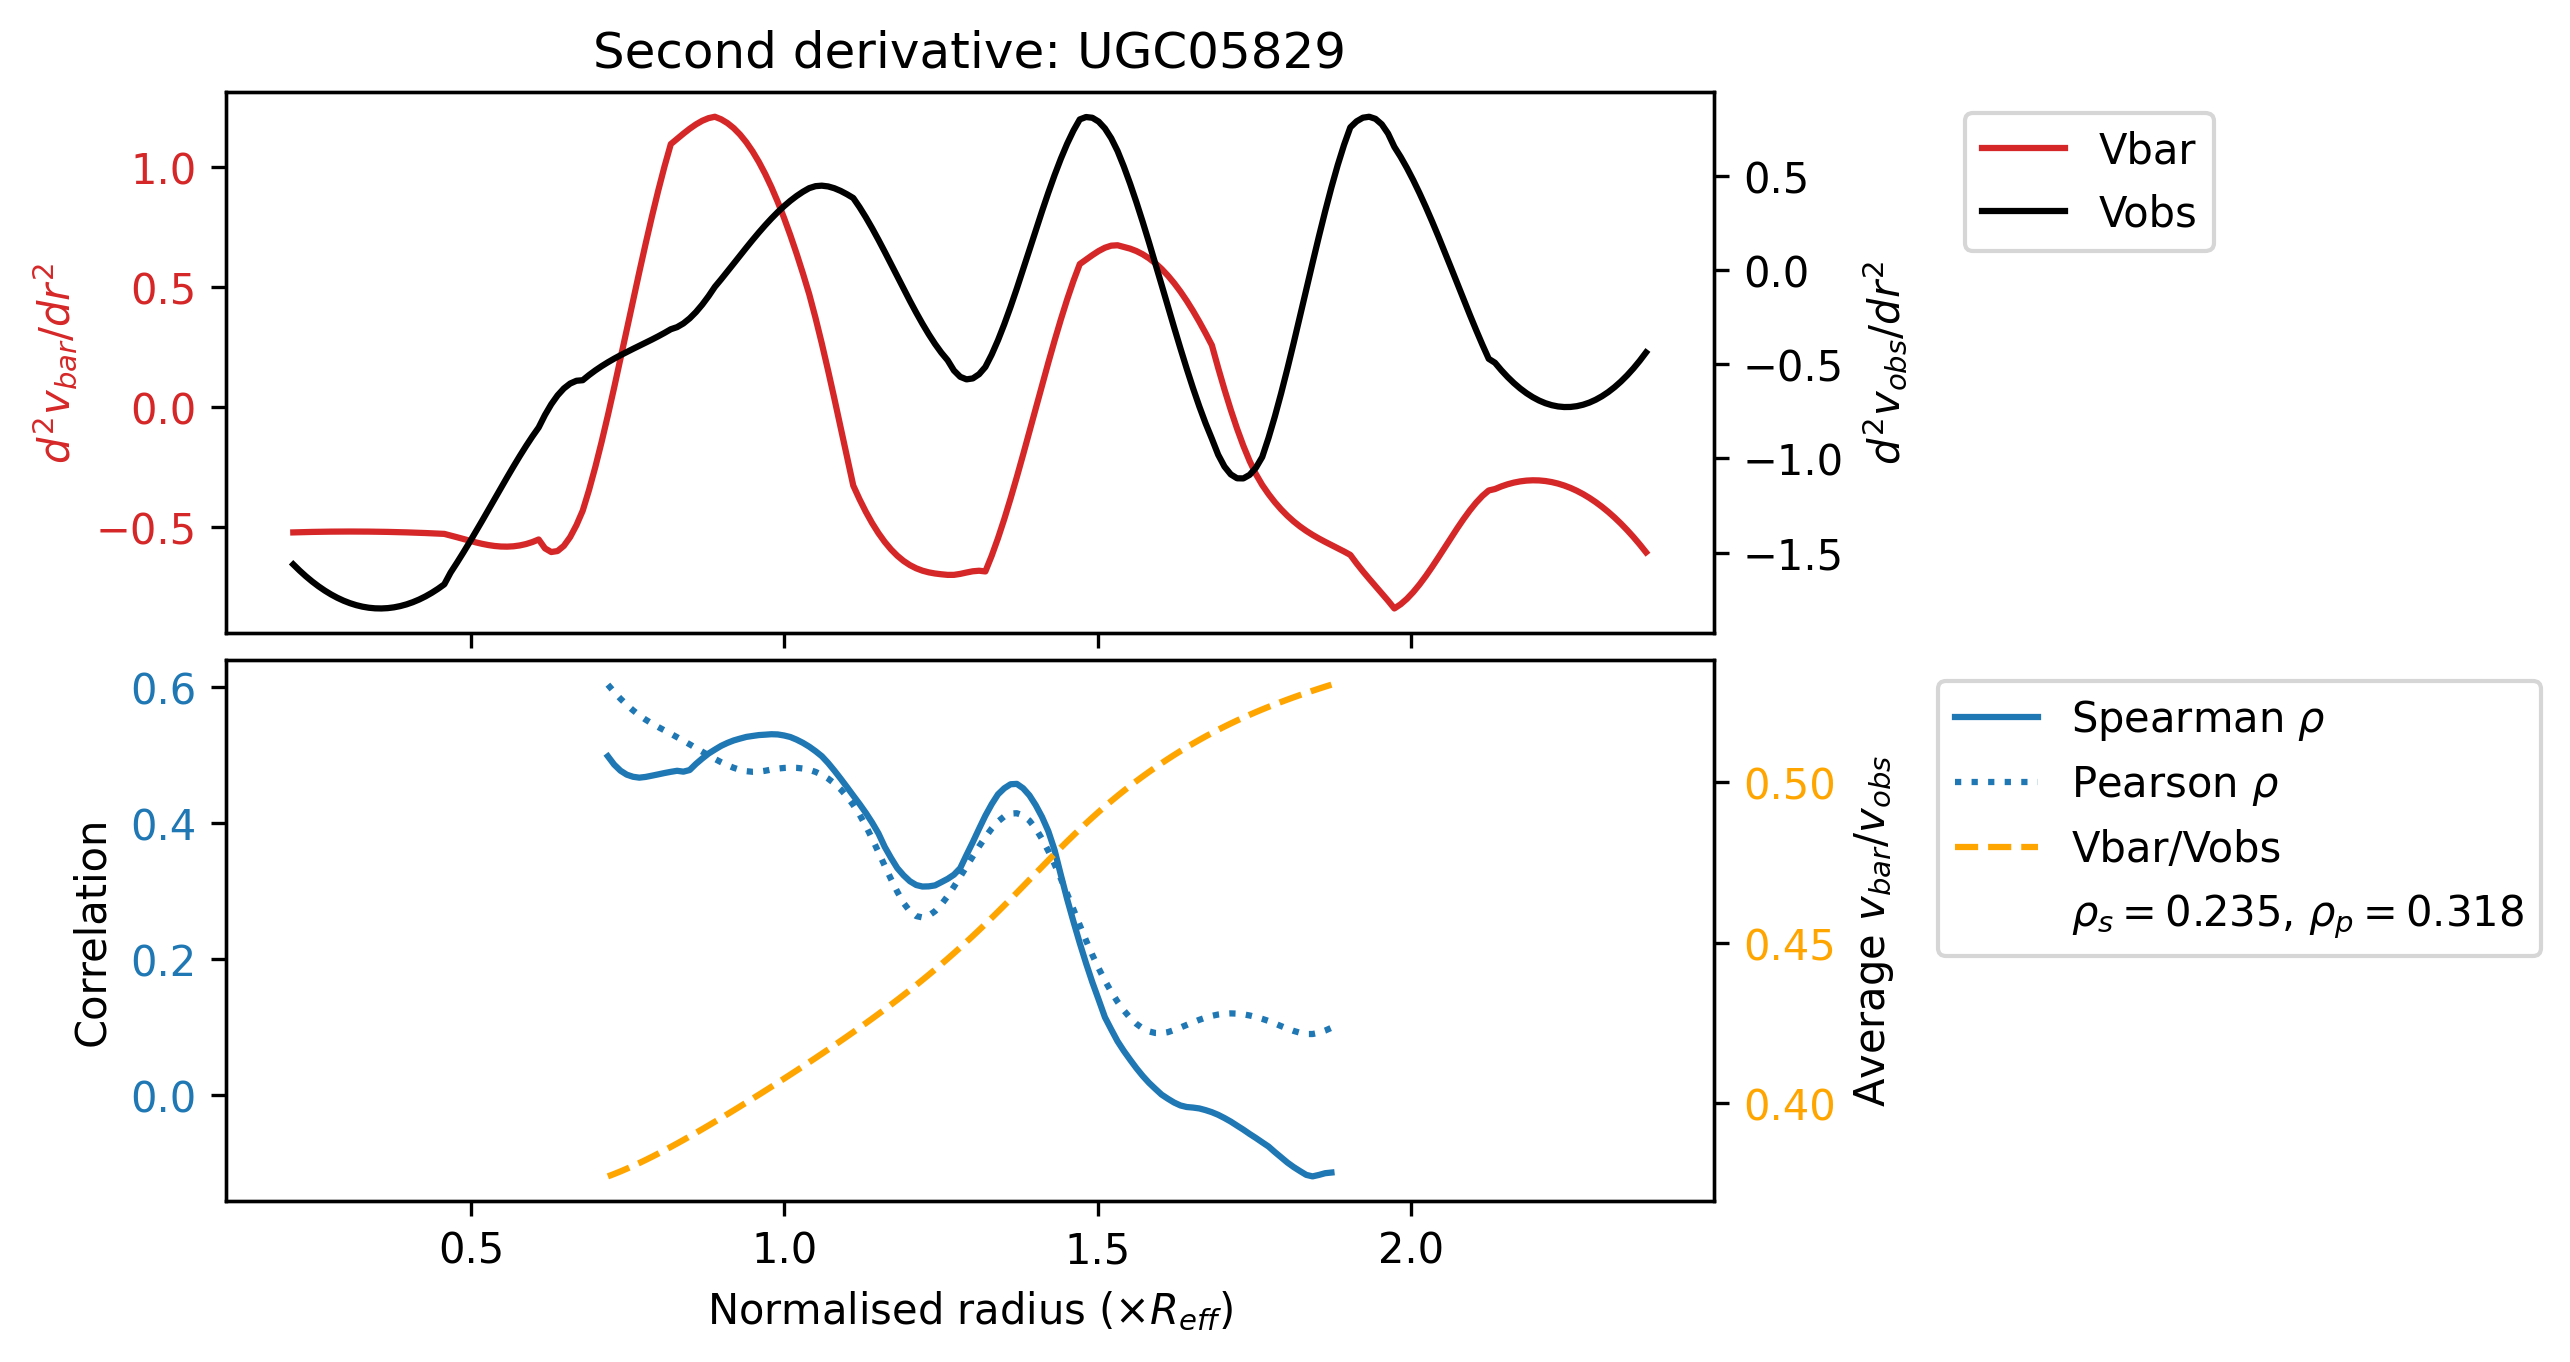 Second derivative: UGC05829
1.0
0.5
0.0
−0.5
d²v_bar/dr²
0.5
0.0
−0.5
−1.0
−1.5
d²v_obs/dr²
Vbar
Vobs
0.6
0.4
0.2
0.0
Correlation
0.50
0.45
0.40
Average v_bar/v_obs
Spearman ρ
Pearson ρ
Vbar/Vobs
ρ_s = 0.235, ρ_p = 0.318
0.5 1.0 1.5 2.0
Normalised radius (×R_eff)